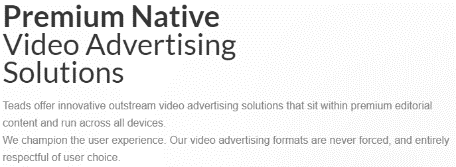 Premium Native
Video Advertising
Solutions
Teads offer innovative outstream video advertising solutions that sit within premium editorial
content and run across all devices.
We champion the user experience. Our video advertising formats are never forced, and entirely
respectful of user choice.